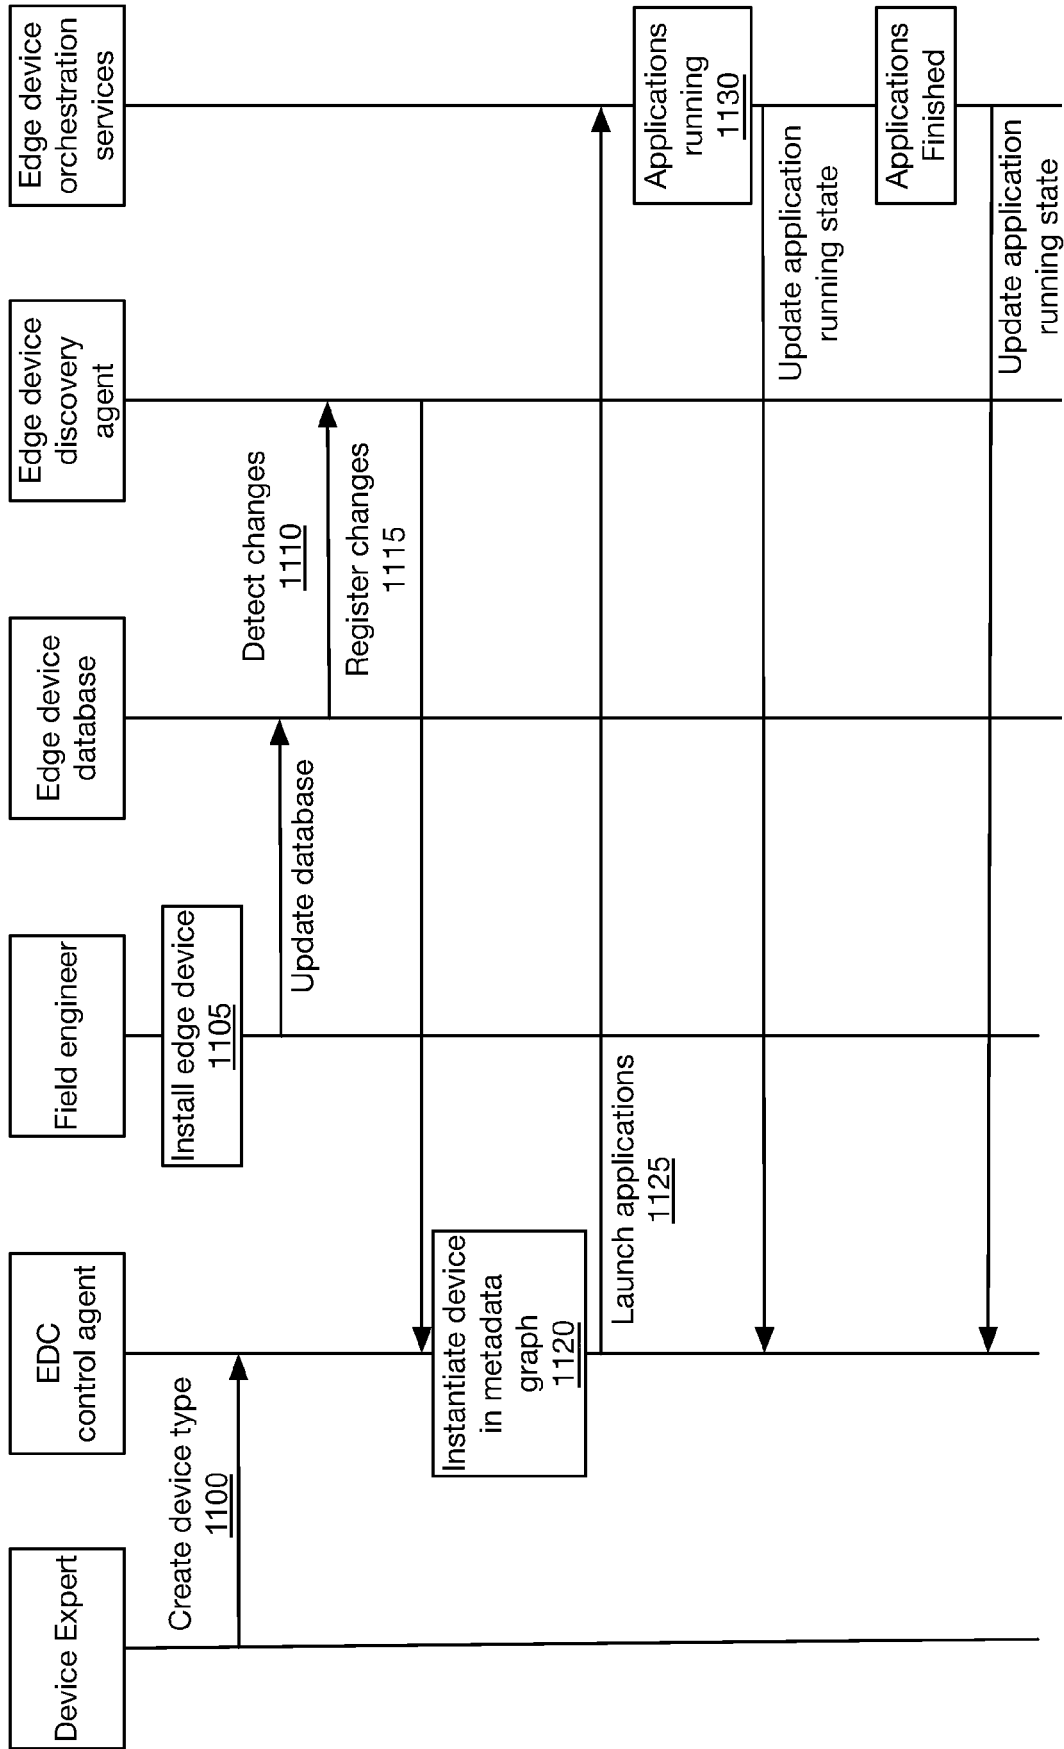 Device Expert
EDC
control agent
Field engineer
Edge device
database
Edge device
discovery
agent
Edge device
orchestration
services
Create device type
1100
Install edge device
1105
Update database
Detect changes
1110
Register changes
1115
Instantiate device
in metadata
graph
1120
Launch applications
1125
Applications
running
1130
Update application
running state
Applications
Finished
Update application
running state